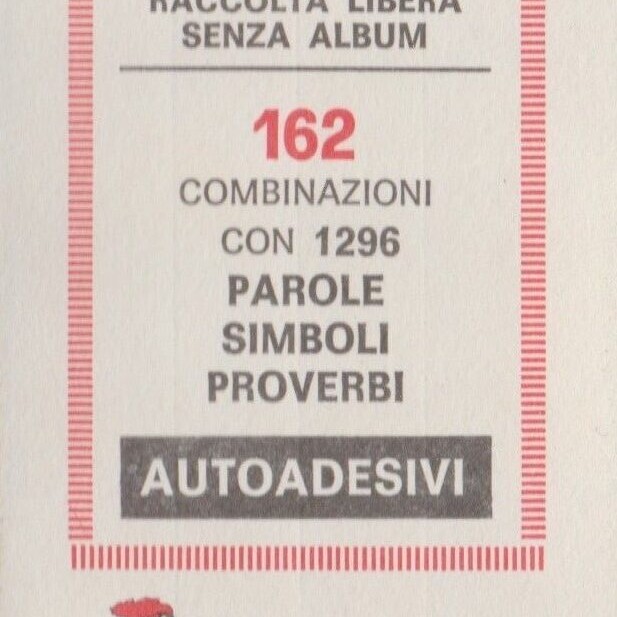 RACCOLTA LIBERA
SENZA ALBUM
162
COMBINAZIONI
CON 1296
PAROLE
SIMBOLI
PROVERBI
AUTOADESIVI